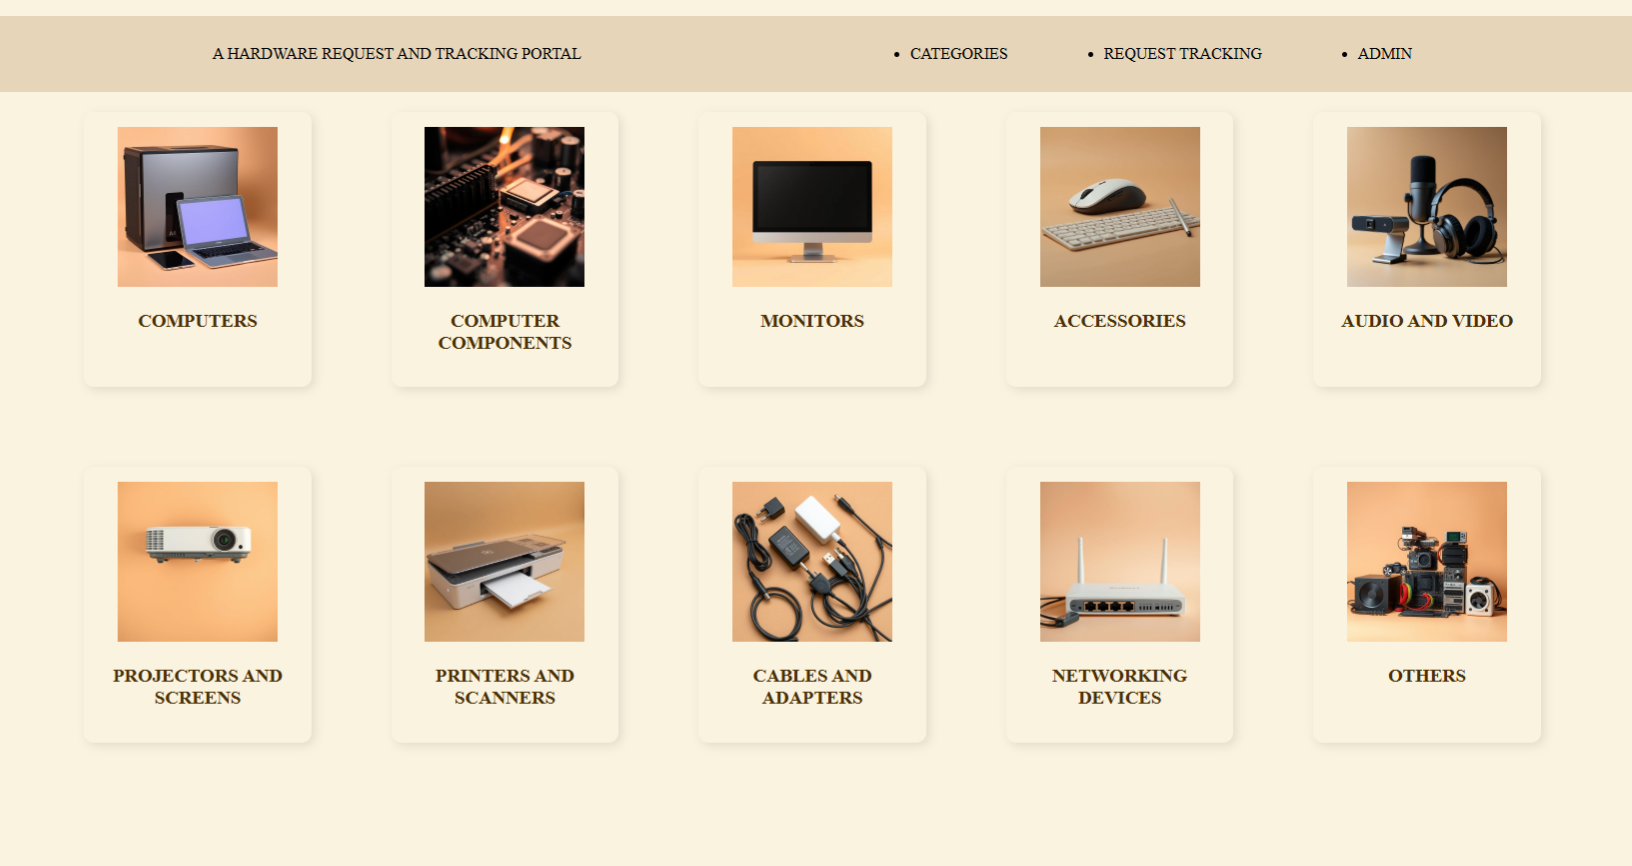 A HARDWARE REQUEST AND TRACKING PORTAL
• CATEGORIES
• REQUEST TRACKING
• ADMIN
COMPUTERS
COMPUTER
COMPONENTS
MONITORS
ACCESSORIES
AUDIO AND VIDEO
PROJECTORS AND
SCREENS
PRINTERS AND
SCANNERS
CABLES AND
ADAPTERS
NETWORKING
DEVICES
OTHERS